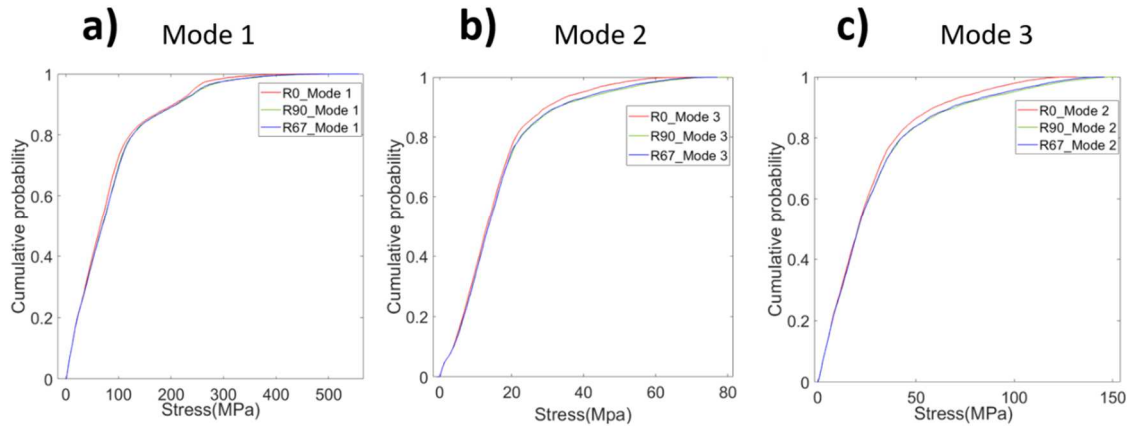 a) Mode 1
1
0.8
0.6
0.4
0.2
0
Cumulative probability
R0_Mode 1
R90_Mode 1
R67_Mode 1
0 100 200 300 400 500
Stress(MPa)
b) Mode 2
1
0.8
0.6
0.4
0.2
0
Cumulative probability
R0_Mode 3
R90_Mode 3
R67_Mode 3
0 20 40 60 80
Stress(Mpa)
c) Mode 3
1
0.8
0.6
0.4
0.2
0
Cumulative probability
R0_Mode 2
R90_Mode 2
R67_Mode 2
0 50 100 150
Stress(MPa)